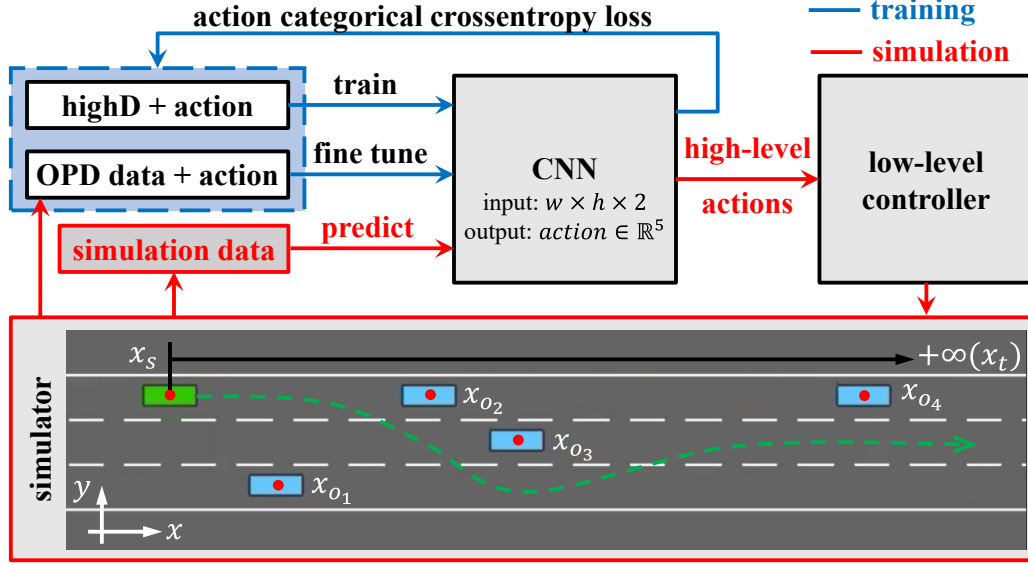 action categorical crossentropy loss
training
simulation
highD + action
train
OPD data + action
fine tune
simulation data
predict
CNN
input: 𝑤 × ℎ × 2
output: 𝑎𝑐𝑡𝑖𝑜𝑛 ∈ ℝ⁵
high-level
actions
low-level
controller
simulator
x_s
+∞(x_t)
x_{o_2}
x_{o_4}
x_{o_3}
x_{o_1}
y
x